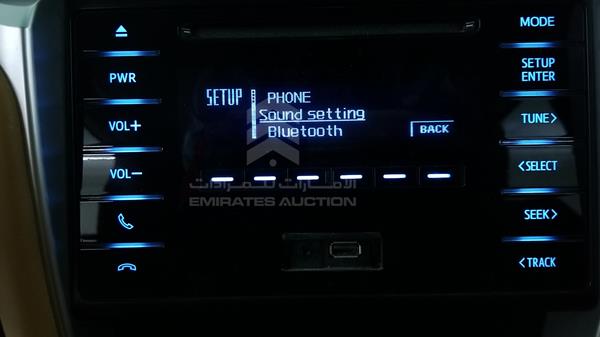 MODE
PWR
SETUP
ENTER
SETUP
PHONE
Sound setting
Bluetooth
BACK
VOL+
TUNE>
VOL-
<SELECT
الامارات للمزادات
EMIRATES AUCTION
SEEK>
<TRACK